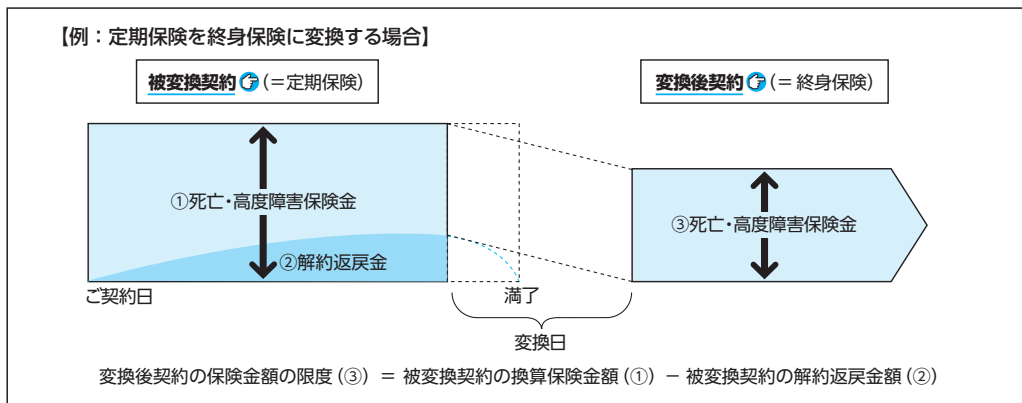 【例：定期保険を終身保険に変換する場合】
被変換契約 (＝定期保険)
変換後契約 (＝終身保険)
①死亡・高度障害保険金
②解約返戻金
③死亡・高度障害保険金
ご契約日
満了
変換日
変換後契約の保険金額の限度(③) ＝ 被変換契約の換算保険金額(①) − 被変換契約の解約返戻金額(②)